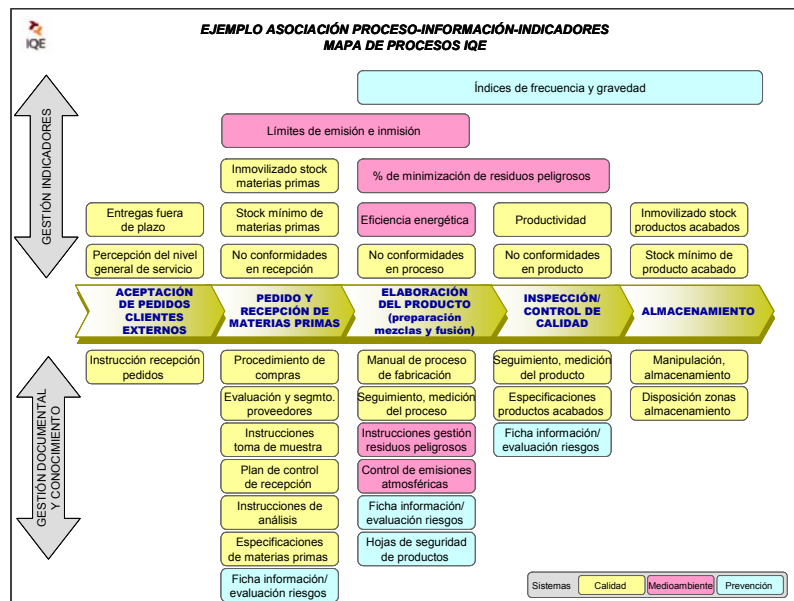 EJEMPLO ASOCIACIÓN PROCESO-INFORMACIÓN-INDICADORES
MAPA DE PROCESOS IQE
IQE
GESTIÓN INDICADORES
Índices de frecuencia y gravedad
Límites de emisión e inmisión
Inmovilizado stock
materias primas
% de minimización de residuos peligrosos
Entregas fuera
de plazo
Stock mínimo de
materias primas
Eficiencia energética
Productividad
Inmovilizado stock
productos acabados
Percepción del nivel
general de servicio
No conformidades
en recepción
No conformidades
en proceso
No conformidades
en producto
Stock mínimo de
producto acabado
ACEPTACIÓN
DE PEDIDOS
CLIENTES
EXTERNOS
PEDIDO Y
RECEPCIÓN DE
MATERIAS PRIMAS
ELABORACIÓN
DEL PRODUCTO
(preparación
mezclas y fusión)
INSPECCIÓN/
CONTROL DE
CALIDAD
ALMACENAMIENTO
GESTIÓN DOCUMENTAL
Y CONOCIMIENTO
Instrucción recepción
pedidos
Procedimiento de
compras
Manual de proceso
de fabricación
Seguimiento, medición
del producto
Manipulación,
almacenamiento
Evaluación y segmto.
proveedores
Seguimiento, medición
del proceso
Especificaciones
productos acabados
Disposición zonas
almacenamiento
Instrucciones
toma de muestra
Instrucciones gestión
residuos peligrosos
Ficha información/
evaluación riesgos
Plan de control
de recepción
Control de emisiones
atmosféricas
Instrucciones de
análisis
Ficha información/
evaluación riesgos
Especificaciones
de materias primas
Hojas de seguridad
de productos
Ficha información/
evaluación riesgos
Sistemas
Calidad
Medioambiente
Prevención